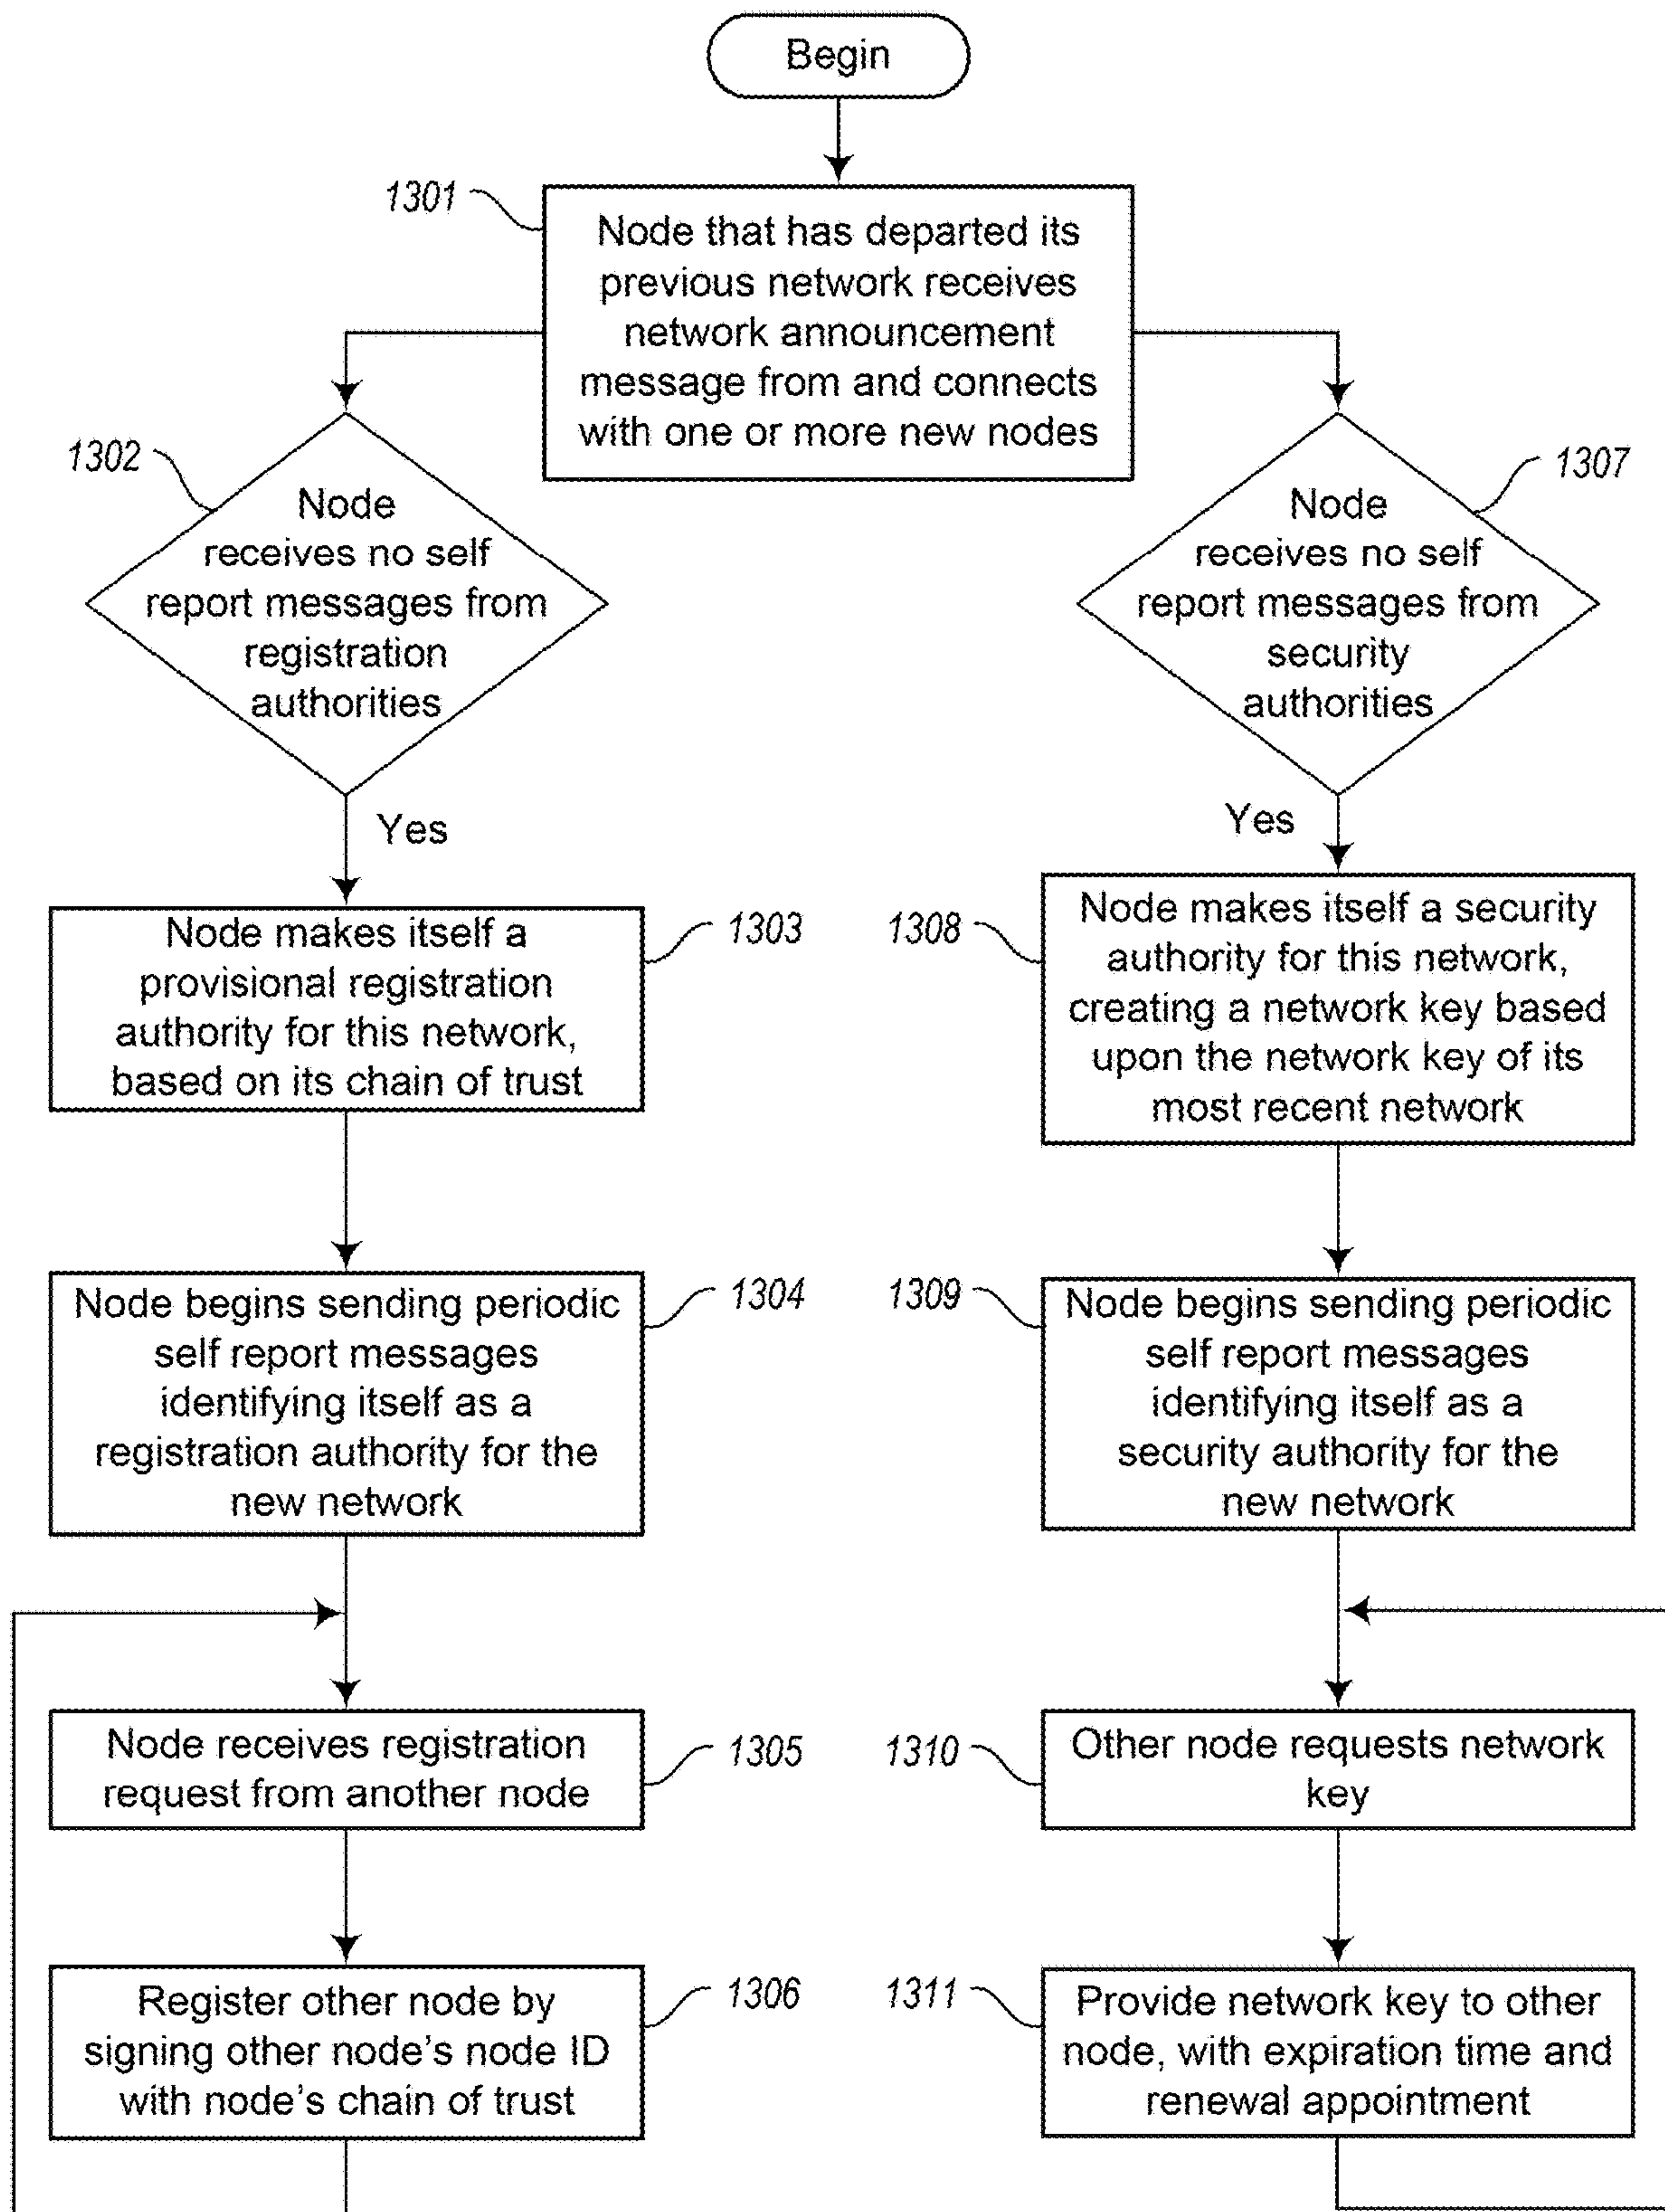 Begin
1301
Node that has departed its
previous network receives
network announcement
message from and connects
with one or more new nodes
1302
Node
receives no self
report messages from
registration
authorities
Yes
1303
Node makes itself a
provisional registration
authority for this network,
based on its chain of trust
1304
Node begins sending periodic
self report messages
identifying itself as a
registration authority for the
new network
1305
Node receives registration
request from another node
1306
Register other node by
signing other node's node ID
with node's chain of trust
1307
Node
receives no self
report messages from
security
authorities
Yes
1308
Node makes itself a security
authority for this network,
creating a network key based
upon the network key of its
most recent network
1309
Node begins sending periodic
self report messages
identifying itself as a
security authority for the
new network
1310
Other node requests network
key
1311
Provide network key to other
node, with expiration time and
renewal appointment